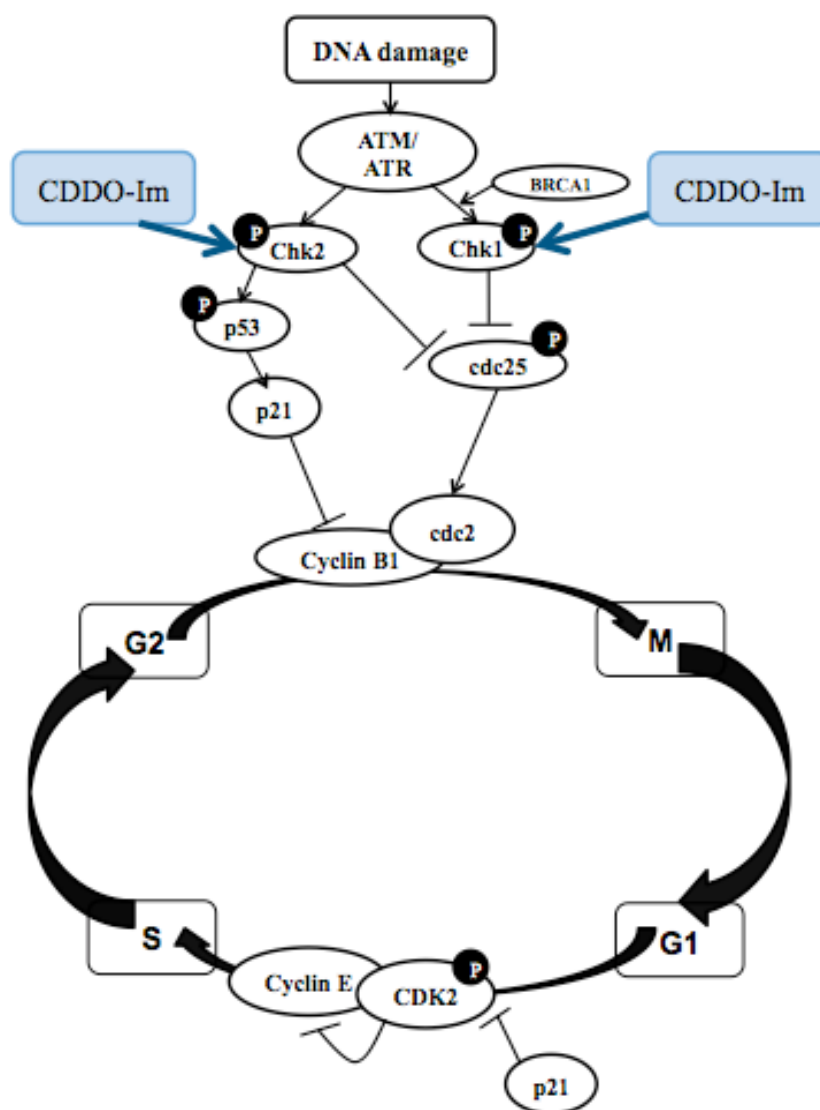 DNA damage
ATM/
ATR
BRCA1
CDDO-Im
CDDO-Im
P
Chk2
P
Chk1
P
p53
P
cdc25
p21
cdc2
Cyclin B1
G2
M
S
G1
P
Cyclin E
CDK2
p21